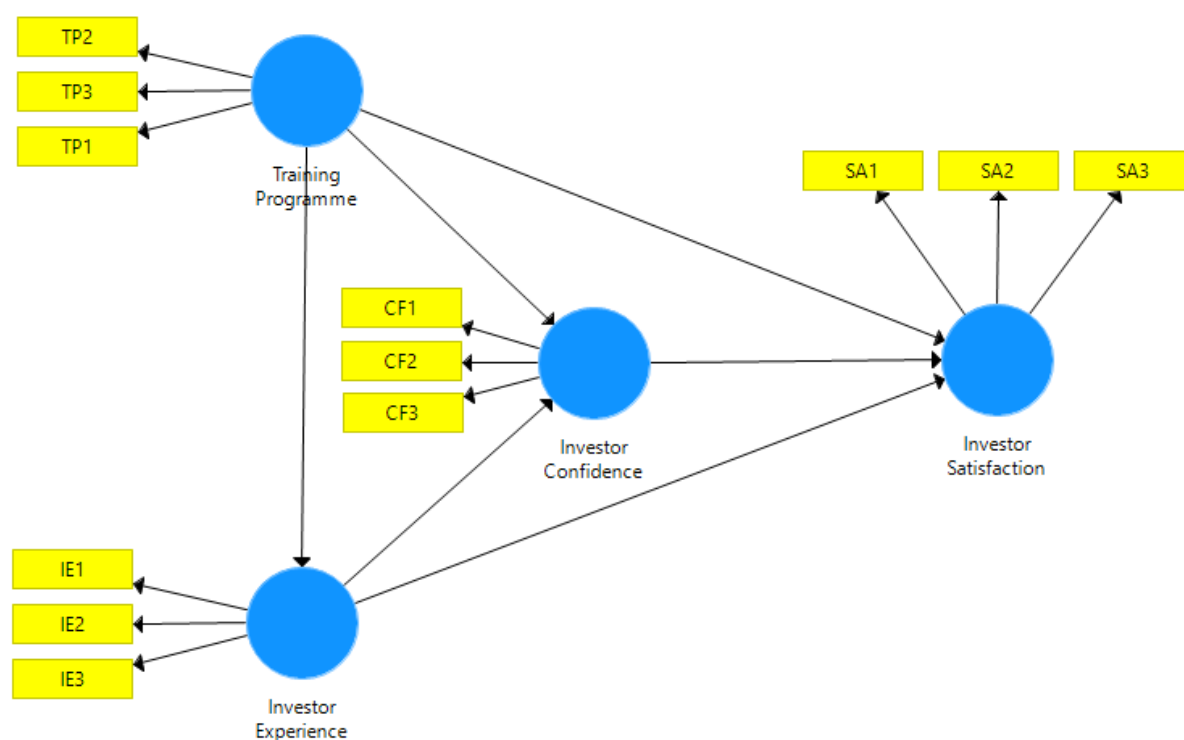 TP2
TP3
TP1
Training
Programme
SA1
SA2
SA3
CF1
CF2
CF3
Investor
Confidence
Investor
Satisfaction
IE1
IE2
IE3
Investor
Experience